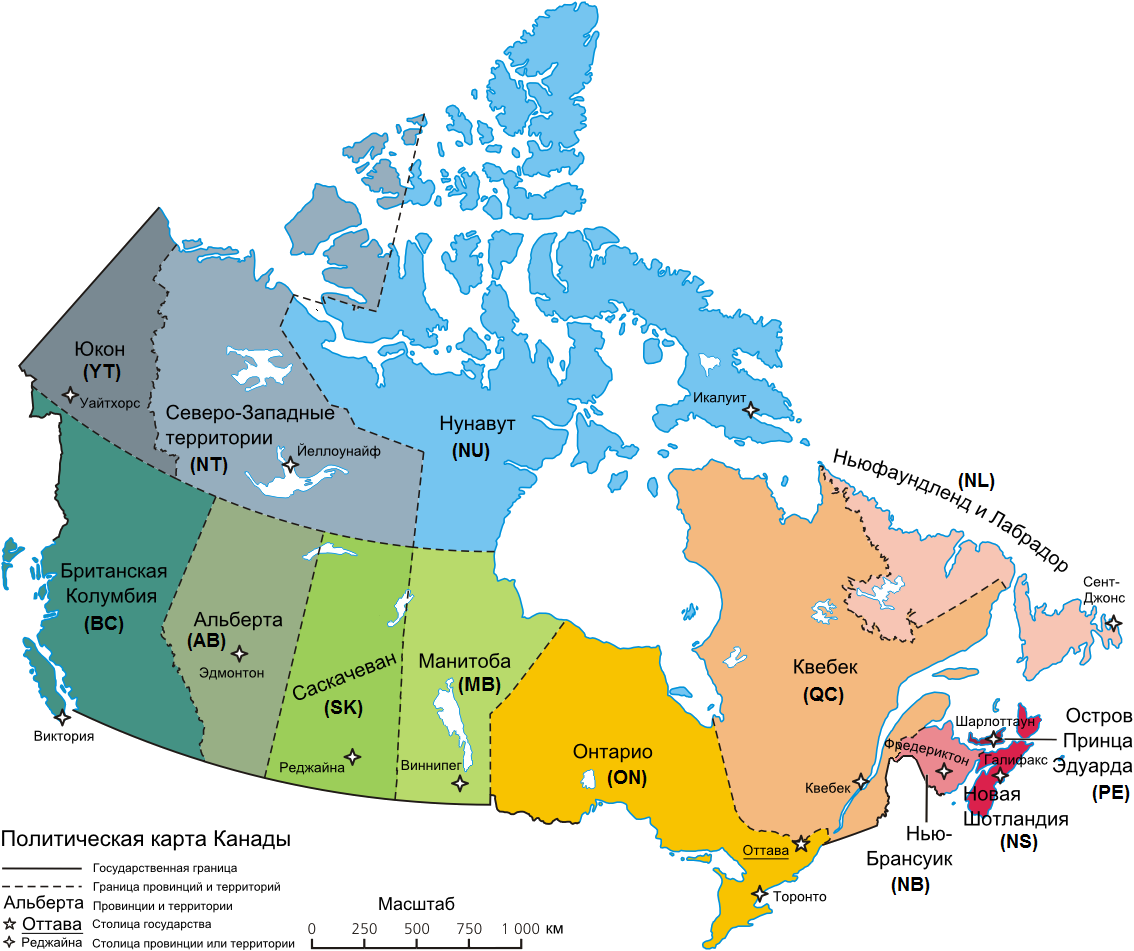 Юкон
(YT)
Уайтхорс
Северо-Западные
территории
(NT)
Йеллоунайф
Нунавут
(NU)
Икалуит
Ньюфаундленд и Лабрадор
(NL)
Сент-
Джонс
Британская
Колумбия
(BC)
Виктория
Альберта
(AB)
Эдмонтон
Саскачеван
(SK)
Реджайна
Манитоба
(MB)
Виннипег
Онтарио
(ON)
Оттава
Торонто
Квебек
(QC)
Квебек
Шарлоттаун
Остров
Принца
Эдуарда
(PE)
Фредериктон
Галифакс
Новая
Шотландия
(NS)
Нью-
Брансуик
(NB)
Политическая карта Канады
Государственная граница
Граница провинций и территорий
Альберта Провинции и территории
Оттава Столица государства
Реджайна Столица провинции или территории
Масштаб
0 250 500 750 1 000 км